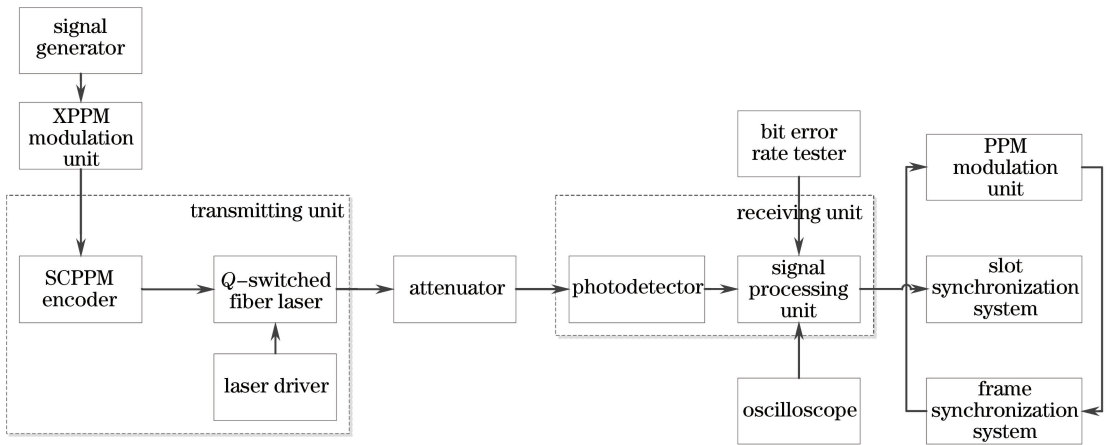 signal
generator
XPPM
modulation
unit
transmitting unit
SCPPM
encoder
Q-switched
fiber laser
laser driver
attenuator
bit error
rate tester
receiving unit
photodetector
signal
processing
unit
oscilloscope
PPM
modulation
unit
slot
synchronization
system
frame
synchronization
system